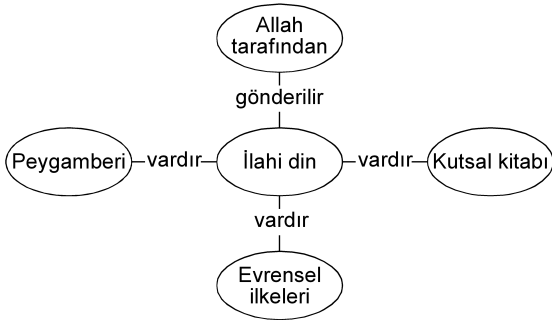 Allah
tarafından
gönderilir
Peygamberi vardır İlahi din vardır Kutsal kitabı
vardır
Evrensel
ilkeleri